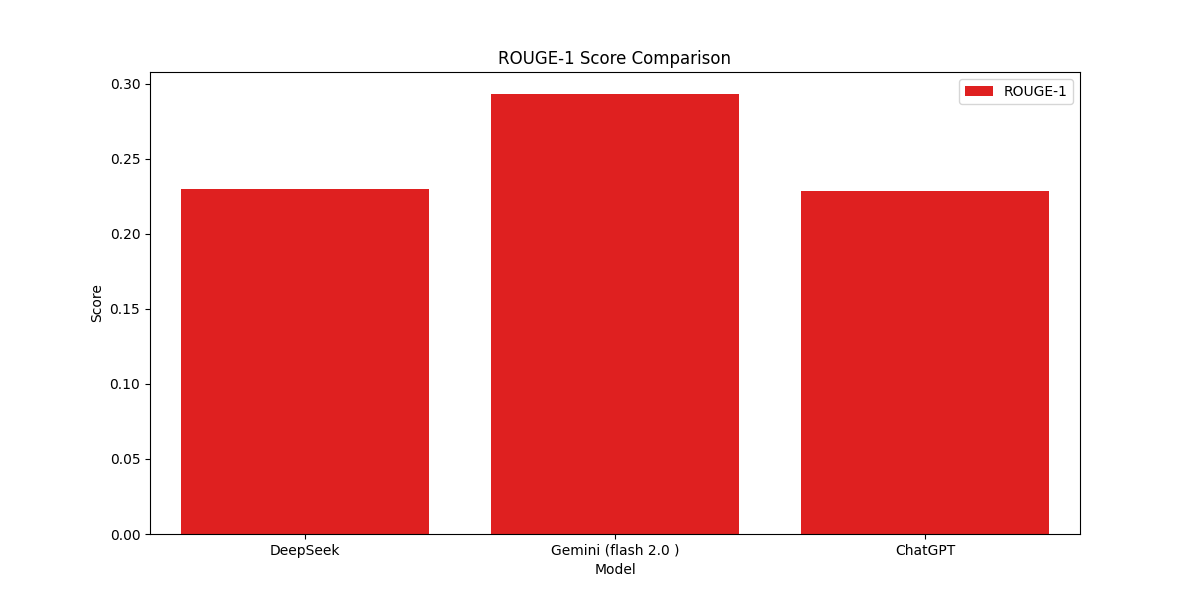 ROUGE-1 Score Comparison
ROUGE-1
0.30
0.25
0.20
0.15
0.10
0.05
0.00
Score
DeepSeek
Gemini (flash 2.0 )
ChatGPT
Model